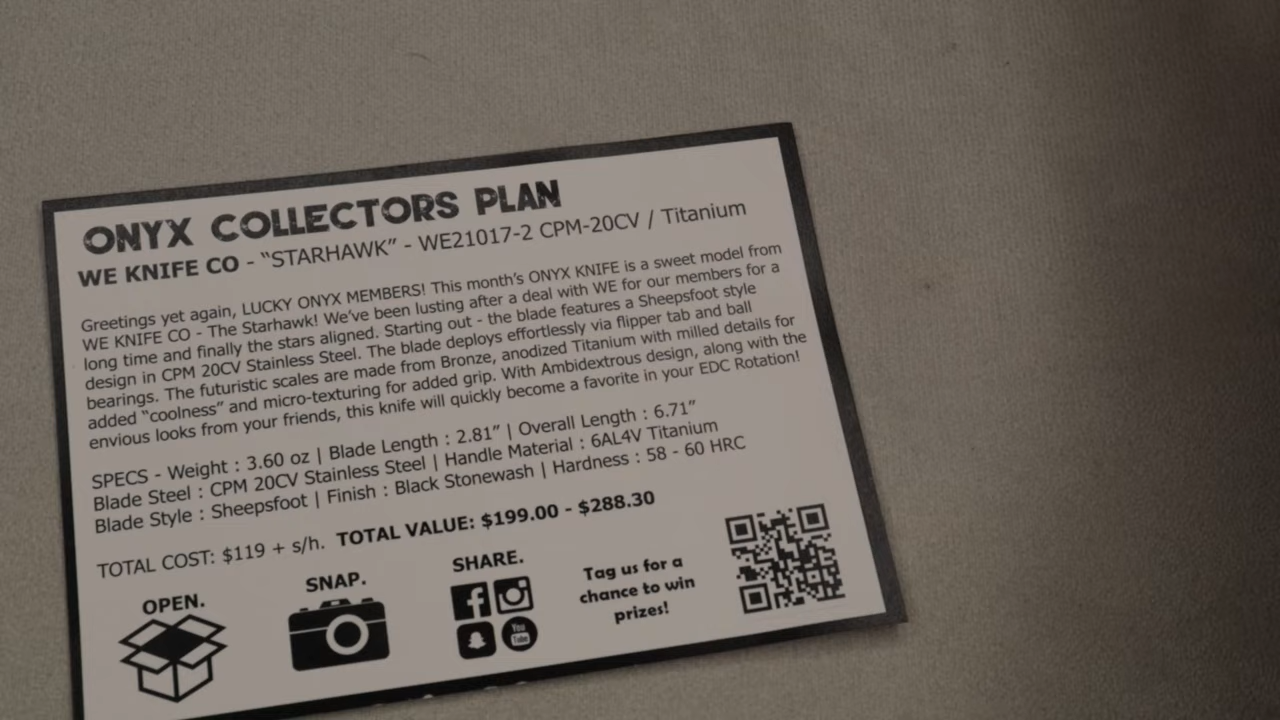 ONYX COLLECTORS PLAN
WE KNIFE CO - “STARHAWK” - WE21017-2 CPM-20CV / Titanium
Greetings yet again, LUCKY ONYX MEMBERS! This month's ONYX KNIFE is a sweet model from
WE KNIFE CO - The Starhawk! We've been lusting after a deal with WE for our members for a
long time and finally the stars aligned. Starting out - the blade features a Sheepsfoot style
design in CPM 20CV Stainless Steel. The blade deploys effortlessly via flipper tab and ball
bearings. The futuristic scales are made from Bronze, anodized Titanium with milled details for
added “coolness” and micro-texturing for added grip. With Ambidextrous design, along with the
envious looks from your friends, this knife will quickly become a favorite in your EDC Rotation!
SPECS - Weight : 3.60 oz | Blade Length : 2.81” | Overall Length : 6.71”
Blade Steel : CPM 20CV Stainless Steel | Handle Material : 6AL4V Titanium
Blade Style : Sheepsfoot | Finish : Black Stonewash | Hardness : 58 - 60 HRC
TOTAL COST: $119 + s/h. TOTAL VALUE: $199.00 - $288.30
OPEN.
SNAP.
SHARE.
You
Tube
Tag us for a
chance to win
prizes!